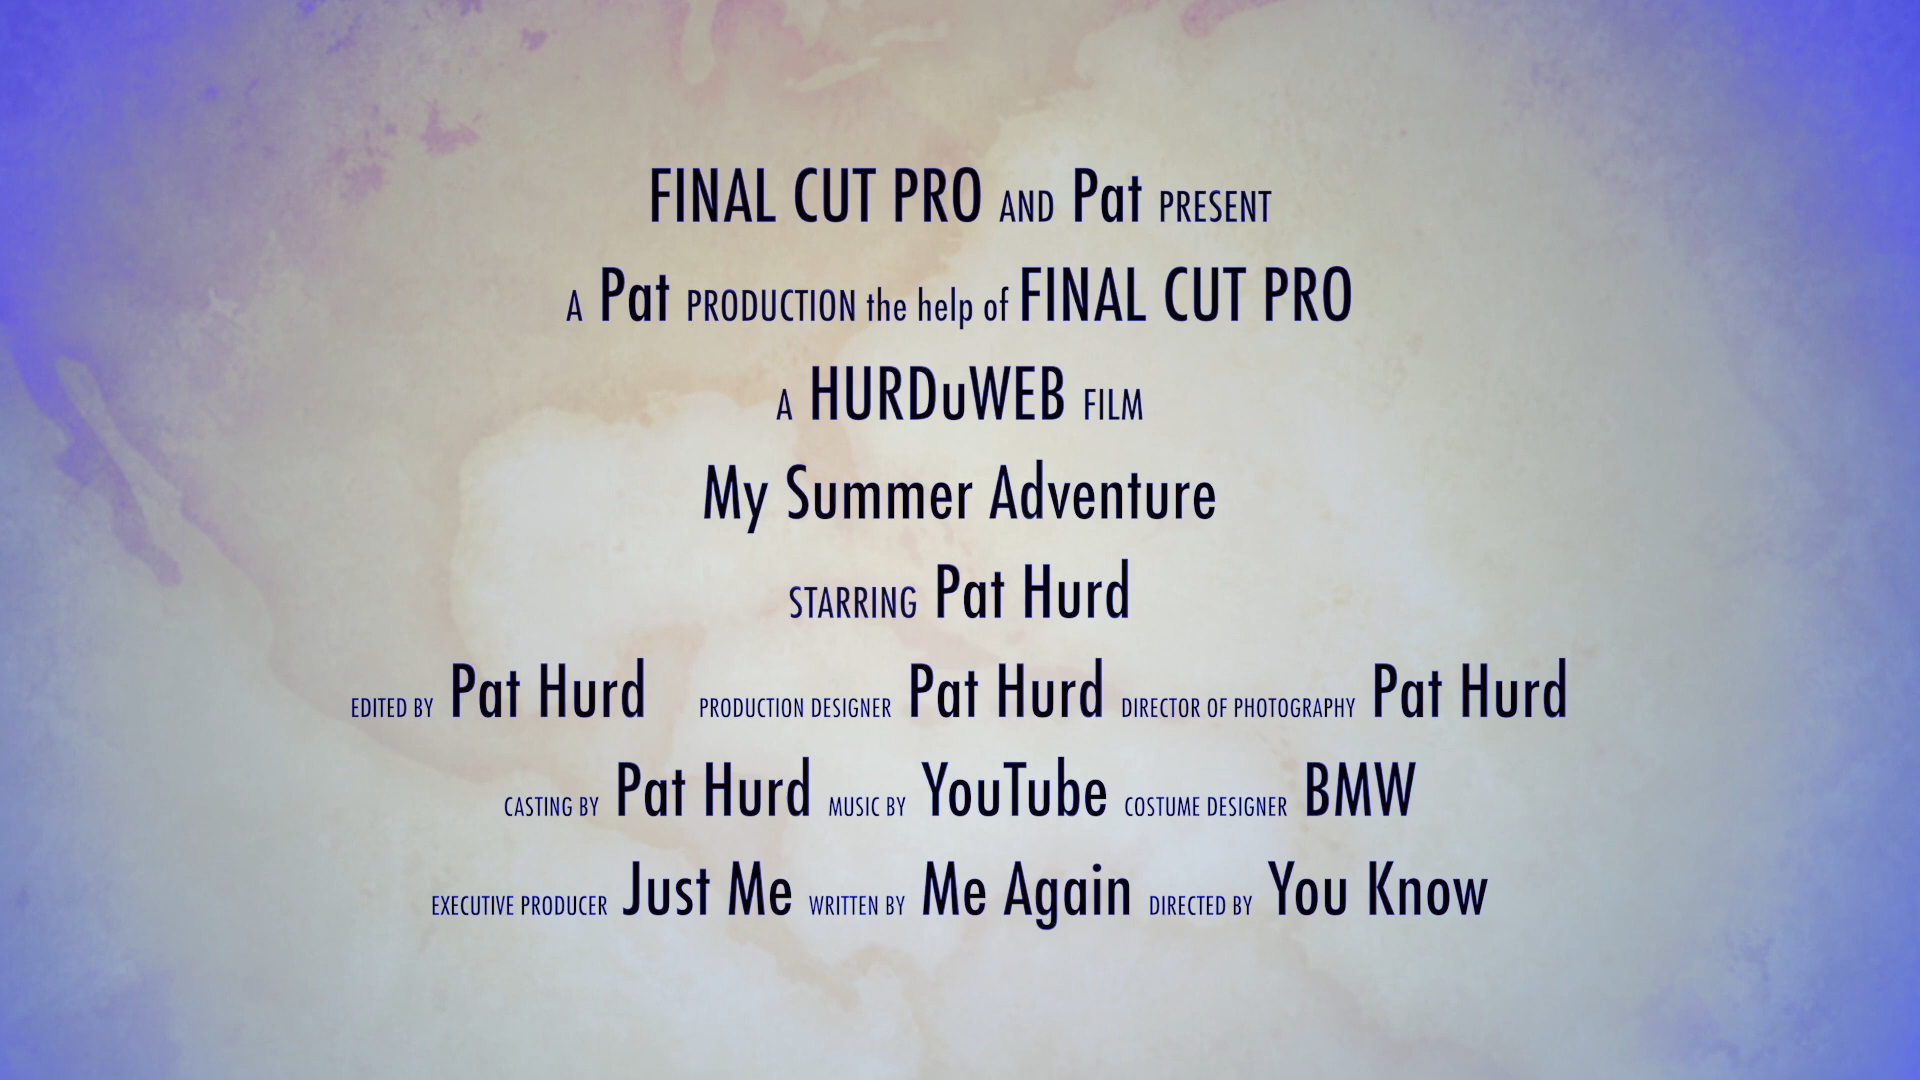 FINAL CUT PRO AND Pat PRESENT
A Pat PRODUCTION the help of FINAL CUT PRO
A HURDuWEB FILM
My Summer Adventure
STARRING Pat Hurd
EDITED BY Pat Hurd PRODUCTION DESIGNER Pat Hurd DIRECTOR OF PHOTOGRAPHY Pat Hurd
CASTING BY Pat Hurd MUSIC BY YouTube COSTUME DESIGNER BMW
EXECUTIVE PRODUCER Just Me WRITTEN BY Me Again DIRECTED BY You Know